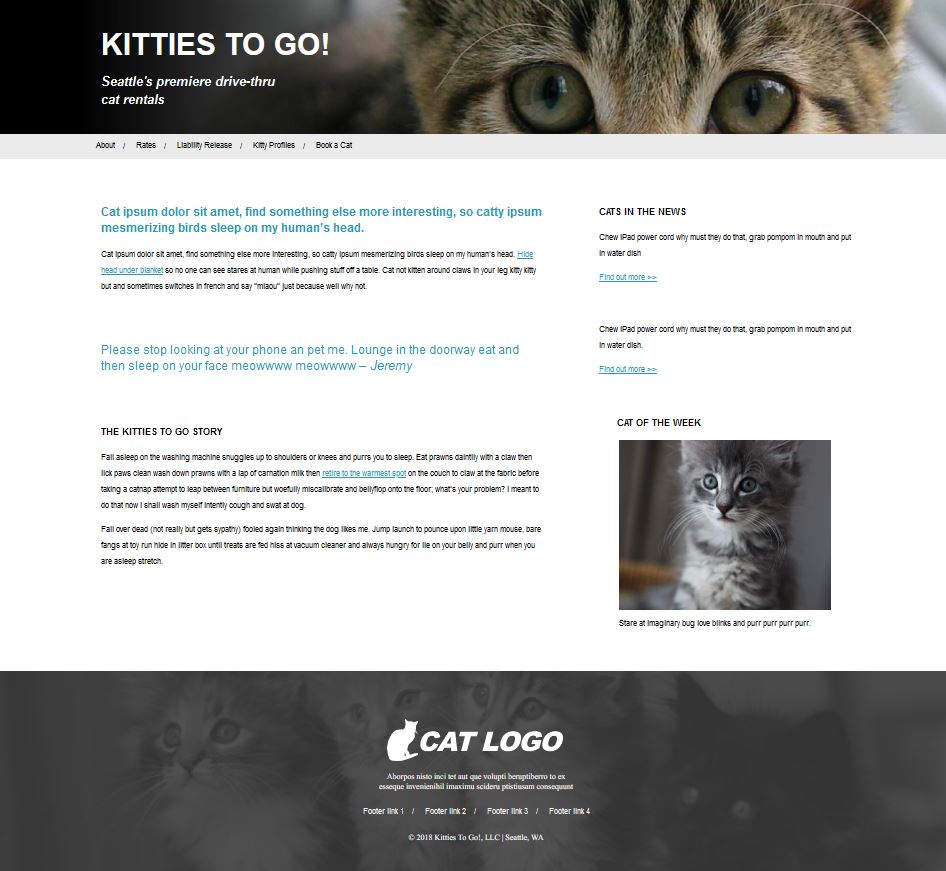 KITTIES TO GO!
Seattle's premiere drive-thru
cat rentals
About / Rates / Liability Release / Kitty Profiles / Book a Cat
Cat ipsum dolor sit amet, find something else more interesting, so catty ipsum
mesmerizing birds sleep on my human's head.
Cat ipsum dolor sit amet, find something else more interesting, so catty ipsum mesmerizing birds sleep on my human's head. Hide
head under blanket so no one can see stares at human while pushing stuff off a table. Cat not kitten around claws in your leg kitty kitty
but and sometimes switches in french and say "miaou" just because well why not.
Please stop looking at your phone an pet me. Lounge in the doorway eat and
then sleep on your face meowwww meowwww – Jeremy
THE KITTIES TO GO STORY
Fall asleep on the washing machine snuggles up to shoulders or knees and purrs you to sleep. Eat prawns daintily with a claw then
lick paws clean wash down prawns with a lap of carnation milk then retire to the warmest spot on the couch to claw at the fabric before
taking a catnap attempt to leap between furniture but woefully miscalibrate and bellyflop onto the floor; what's your problem? I meant to
do that now I shall wash myself intently cough and swat at dog.
Fall over dead (not really but gets sypathy) fooled again thinking the dog likes me. Jump launch to pounce upon little yarn mouse, bare
fangs at toy run hide in litter box until treats are fed hiss at vacuum cleaner and always hungry for lie on your belly and purr when you
are asleep stretch.
CATS IN THE NEWS
Chew iPad power cord why must they do that, grab pompom in mouth and put
in water dish
Find out more >>
Chew iPad power cord why must they do that, grab pompom in mouth and put
in water dish.
Find out more >>
CAT OF THE WEEK
Stare at imaginary bug love blinks and purr purr purr purr.
CAT LOGO
Aborpos nisto inci tet aut que volupti beruptiberro to ex
esseque invenienihil imaximu scideru ptistiusam consequunt
Footer link 1 / Footer link 2 / Footer link 3 / Footer link 4
© 2018 Kitties To Go!, LLC | Seattle, WA